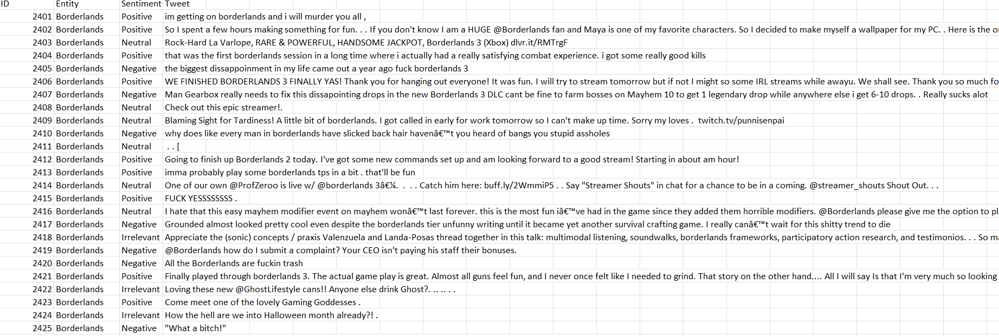 ID Entity Sentiment Tweet
2401 Borderlands Positive im getting on borderlands and i will murder you all ,
2402 Borderlands Positive So I spent a few hours making something for fun. . . If you don't know I am a HUGE @Borderlands fan and Maya is one of my favorite characters. So I decided to make myself a wallpaper for my PC. . Here is the
2403 Borderlands Neutral Rock-Hard La Varlope, RARE & POWERFUL, HANDSOME JACKPOT, Borderlands 3 (Xbox) dlvr.it/RMTrgF
2404 Borderlands Positive that was the first borderlands session in a long time where i actually had a really satisfying combat experience. i got some really good kills
2405 Borderlands Negative the biggest dissappoinment in my life came out a year ago fuck borderlands 3
2406 Borderlands Positive WE FINISHED BORDERLANDS 3 FINALLY YAS! Thank you for hanging out everyone! It was fun. I will try to stream tomorrow but if not I might so some IRL streams while awayu. We shall see. Thank you so much fo
2407 Borderlands Negative Man Gearbox really needs to fix this dissapointing drops in the new Borderlands 3 DLC cant be fine to farm bosses on Mayhem 10 to get 1 legendary drop while anywhere else i get 6-10 drops. . Really sucks alot
2408 Borderlands Neutral Check out this epic streamer!.
2409 Borderlands Neutral Blaming Sight for Tardiness! A little bit of borderlands. I got called in early for work tomorrow so I can't make up time. Sorry my loves . twitch.tv/punnisenpai
2410 Borderlands Negative why does like every man in borderlands have slicked back hair havenâ€™t you heard of bangs you stupid assholes
2411 Borderlands Neutral . . [
2412 Borderlands Positive Going to finish up Borderlands 2 today. I've got some new commands set up and am looking forward to a good stream! Starting in about am hour!
2413 Borderlands Positive imma probably play some borderlands tps in a bit . that'll be fun
2414 Borderlands Neutral One of our own @ProfZeroo is live w/ @borderlands 3â€¼. . . . Catch him here: buff.ly/2WmmiP5 . . Say "Streamer Shouts" in chat for a chance to be in a coming. @streamer_shouts Shout Out. . .
2415 Borderlands Positive FUCK YESSSSSSSS .
2416 Borderlands Neutral I hate that this easy mayhem modifier event on mayhem wonâ€™t last forever. this is the most fun iâ€™ve had in the game since they added them horrible modifiers. @Borderlands please give me the option to pl
2417 Borderlands Negative Grounded almost looked pretty cool even despite the borderlands tier unfunny writing until it became yet another survival crafting game. I really canâ€™t wait for this shitty trend to die
2418 Borderlands Irrelevant Appreciate the (sonic) concepts / praxis Valenzuela and Landa-Posas thread together in this talk: multimodal listening, soundwalks, borderlands frameworks, participatory action research, and testimonios. . . So ma
2419 Borderlands Negative @Borderlands how do I submit a complaint? Your CEO isn't paying his staff their bonuses.
2420 Borderlands Negative All the Borderlands are fuckin trash
2421 Borderlands Positive Finally played through borderlands 3. The actual game play is great. Almost all guns feel fun, and I never once felt like I needed to grind. That story on the other hand.... All I will say Is that I'm very much so looking
2422 Borderlands Irrelevant Loving these new @GhostLifestyle cans!! Anyone else drink Ghost?. .. .. . .
2423 Borderlands Positive Come meet one of the lovely Gaming Goddesses .
2424 Borderlands Irrelevant How the hell are we into Halloween month already?! .
2425 Borderlands Negative "What a bitch!"